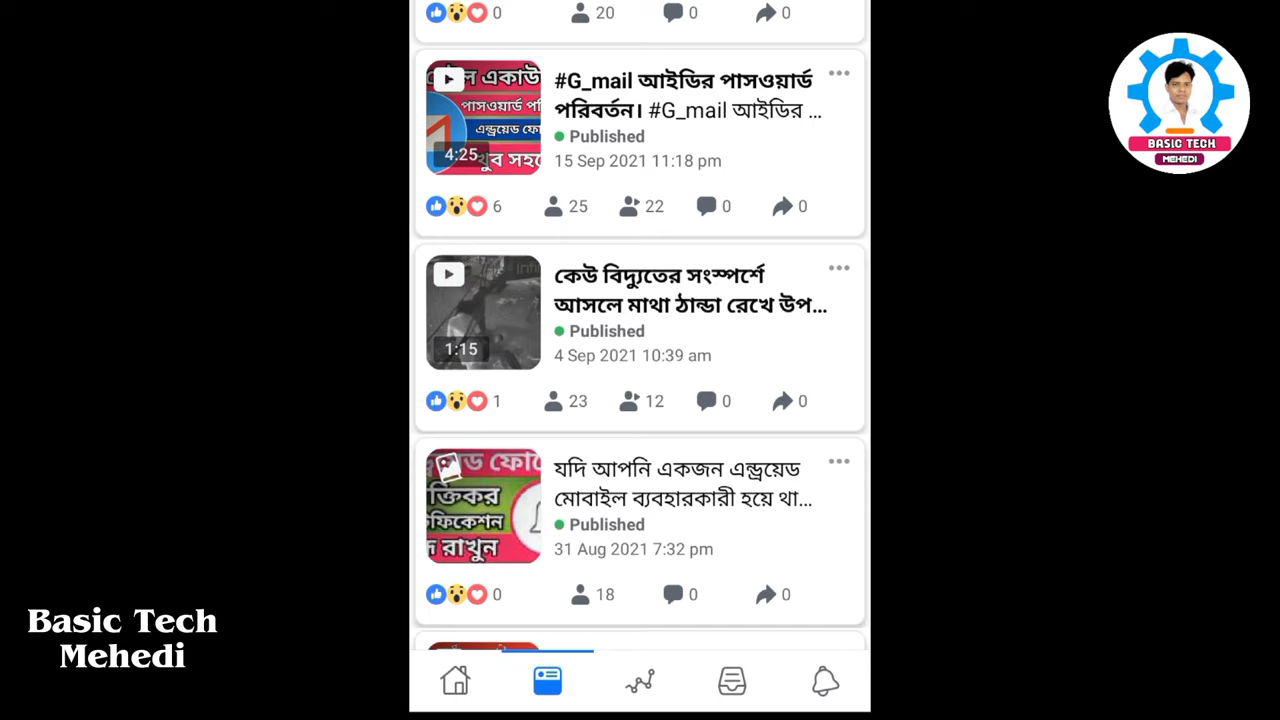 0 20 0 0
একাউ
পাসওয়ার্ড
4:25
#G_mail আইডির পাসওয়ার্ড
পরিবর্তন। #G_mail আইডির ...
Published
15 Sep 2021 11:18 pm
6 25 22 0 0
1:15
কেউ বিদ্যুতের সংস্পর্শে
আসলে মাথা ঠান্ডা রেখে উপ...
Published
4 Sep 2021 10:39 am
1 23 12 0 0
রাখুন
যদি আপনি একজন এন্ড্রয়েড
মোবাইল ব্যবহারকারী হয়ে থা...
Published
31 Aug 2021 7:32 pm
0 18 0 0
BASIC TECH
MEHEDI
Basic Tech
Mehedi